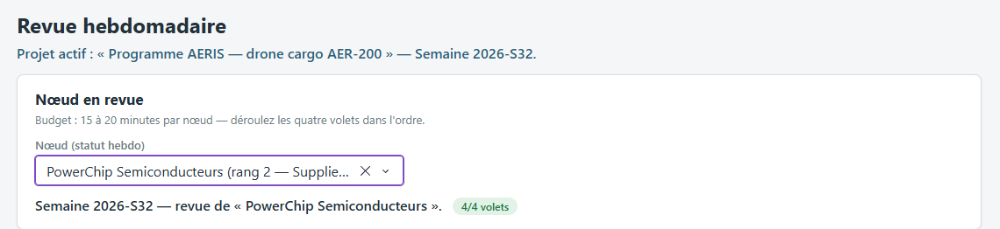 Revue hebdomadaire
Projet actif : « Programme AERIS — drone cargo AER-200 » — Semaine 2026-S32.
Nœud en revue
Budget : 15 à 20 minutes par nœud — déroulez les quatre volets dans l'ordre.
Nœud (statut hebdo)
PowerChip Semiconducteurs (rang 2 — Supplie...
Semaine 2026-S32 — revue de « PowerChip Semiconducteurs ». 4/4 volets